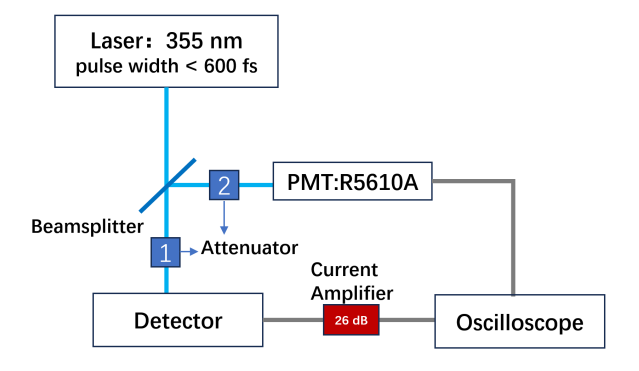 Laser：355 nm
pulse width < 600 fs
2
PMT:R5610A
Beamsplitter
1
Attenuator
Current
Amplifier
Detector
26 dB
Oscilloscope